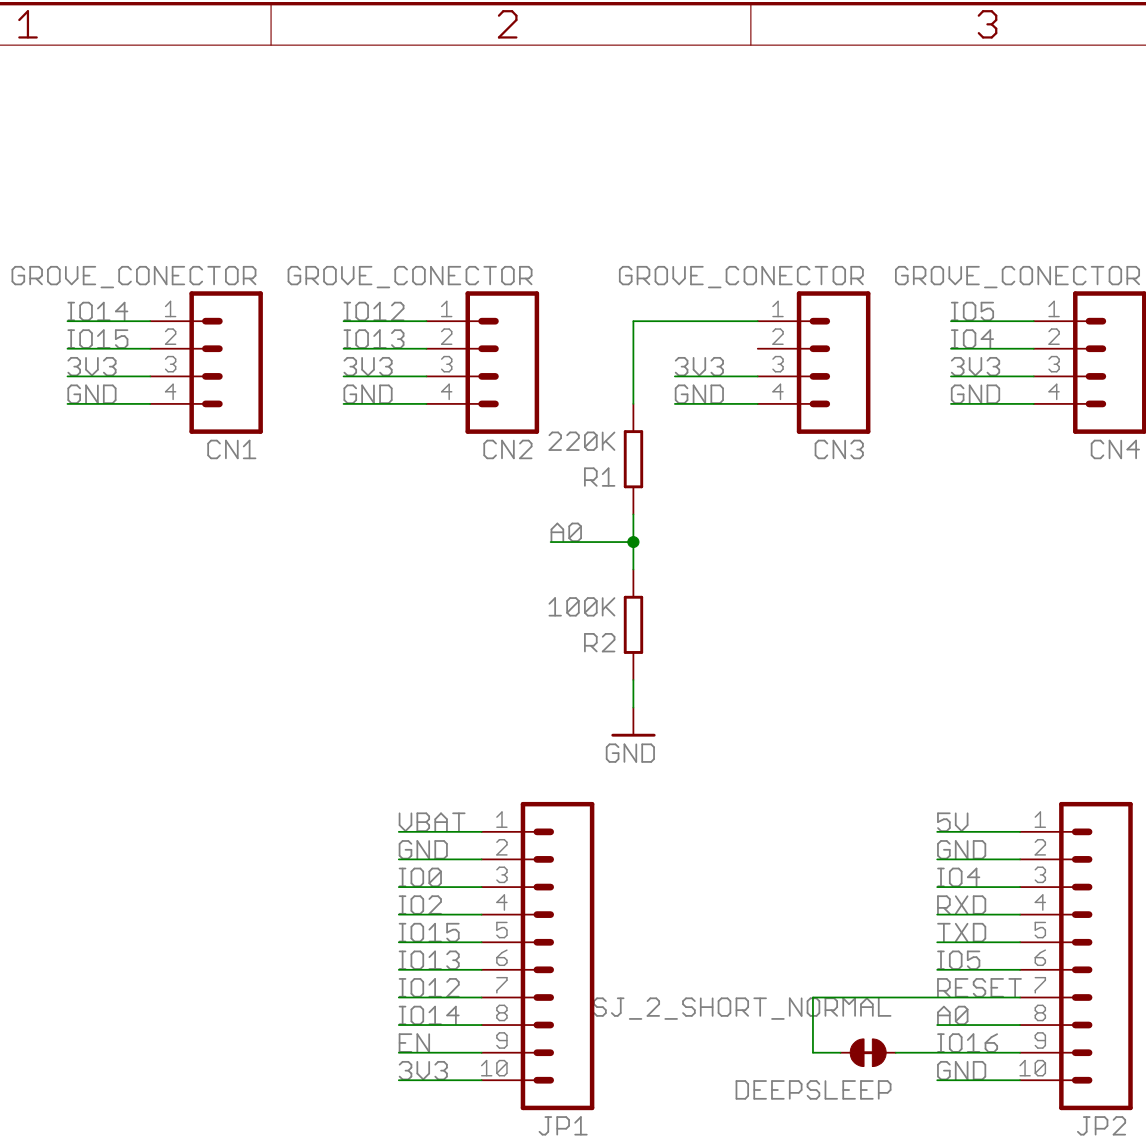 1 2 3
GROVE_CONECTOR GROVE_CONECTOR GROVE_CONECTOR GROVE_CONECTOR
IO14 1 IO12 1 1 IO5 1
IO15 2 IO13 2 2 IO4 2
3V3 3 3V3 3 3V3 3 3V3 3
GND 4 GND 4 GND 4 GND 4
CN1 CN2 CN3 CN4
220K
R1
A0
100K
R2
GND
VBAT 1 5V 1
GND 2 GND 2
IO0 3 IO4 3
IO2 4 RXD 4
IO15 5 TXD 5
IO13 6 IO5 6
IO12 7 RESET 7
IO14 8 SJ_2_SHORT_NORMAL A0 8
EN 9 IO16 9
3V3 10 GND 10
DEEPSLEEP
JP1 JP2